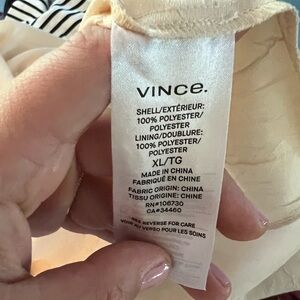 VINCE.
SHELL/EXTÉRIEUR:
100% POLYESTER/
POLYESTER
LINING/DOUBLURE:
100% POLYESTER/
POLYESTER
XL/TG
MADE IN CHINA
FABRIQUÉ EN CHINE
FABRIC ORIGIN: CHINA
TISSU ORIGINE: CHINE
RN#106730
CA#34460
SEE REVERSE FOR CARE
VOIR AU VERSO POUR LES SOINS